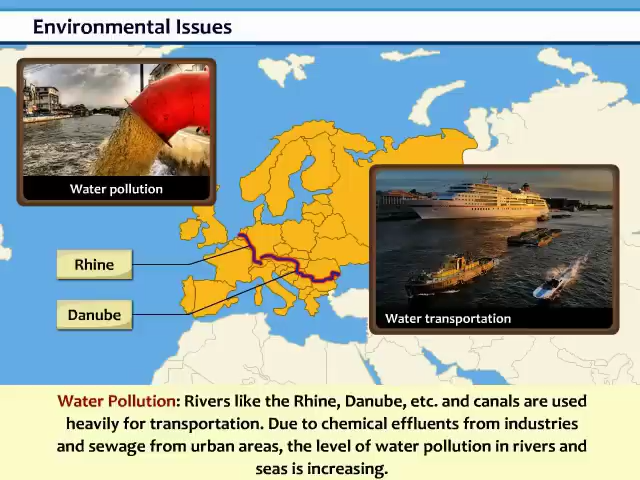 Environmental Issues
Water pollution
Rhine
Danube
Water transportation
Water Pollution: Rivers like the Rhine, Danube, etc. and canals are used
heavily for transportation. Due to chemical effluents from industries
and sewage from urban areas, the level of water pollution in rivers and
seas is increasing.